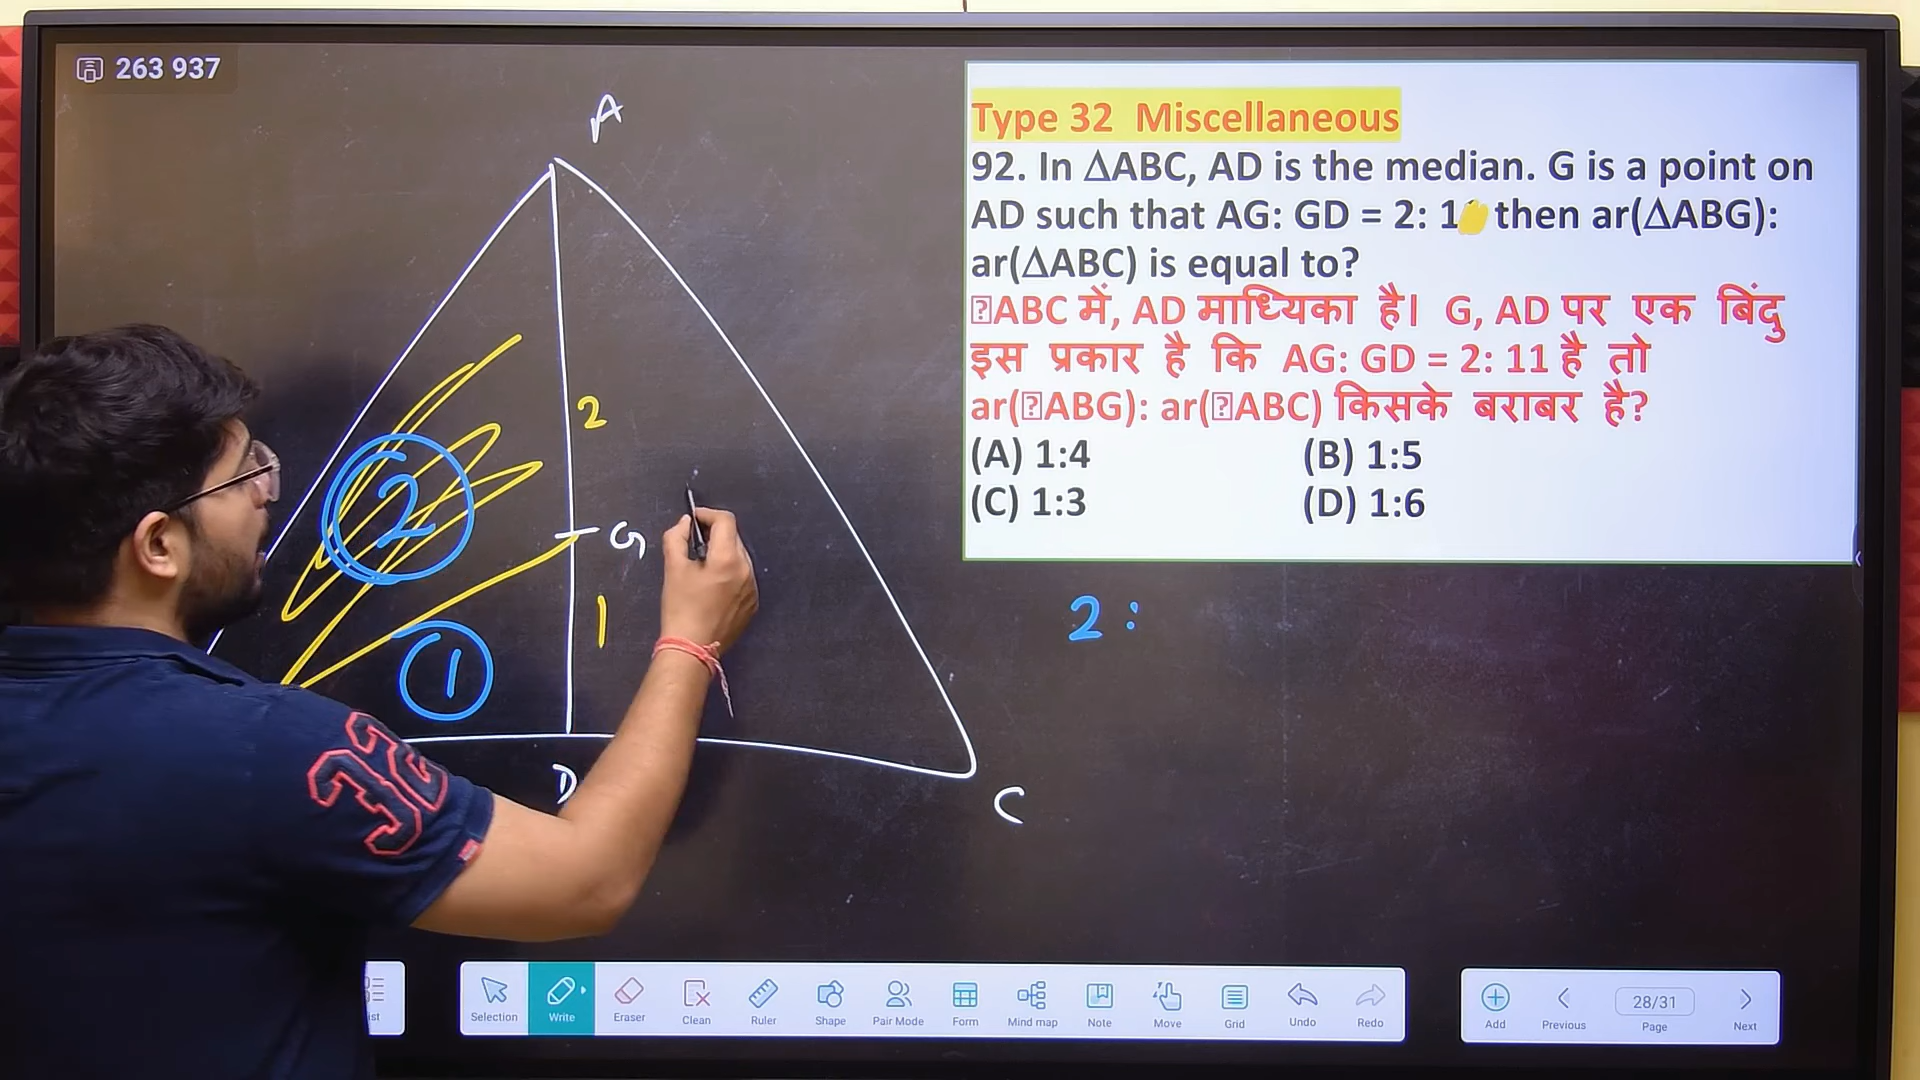 263 937
A
2
2
G
1
1
D
C
Type 32 Miscellaneous
92. In ΔABC, AD is the median. G is a point on
AD such that AG: GD = 2: 1 then ar(ΔABG):
ar(ΔABC) is equal to?
ABC में, AD माध्यिका है। G, AD पर एक बिंदु
इस प्रकार है कि AG: GD = 2: 11 है तो
ar(ABG): ar(ABC) किसके बराबर है?
(A) 1:4 (B) 1:5
(C) 1:3 (D) 1:6
2 :
32
Selection Write Eraser Clean Ruler Shape Pair Mode Form Mind map Note Move Grid Undo Redo
Add Previous 28/31 Page Next